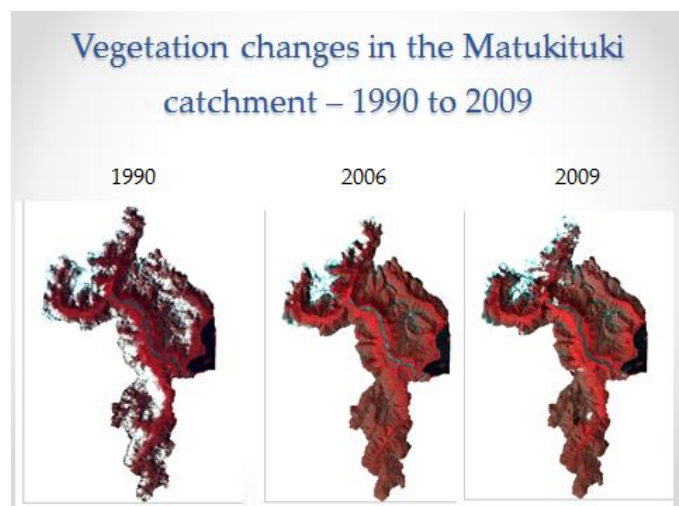 Vegetation changes in the Matukituki
catchment – 1990 to 2009
1990 2006 2009